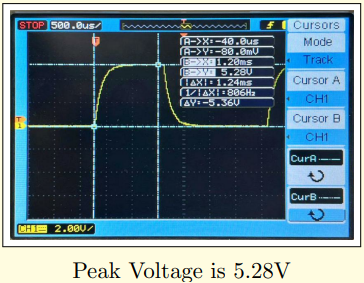 STOP 500.0us/ f Cursors
Mode
Track
Cursor A
CH1
Cursor B
CH1
CurA
CurB
A->X:-40.0us
A->Y:-80.0mV
B->X: 1.20ms
B->Y: 5.28V
|ΔX|:1.24ms
1/|ΔX|:806Hz
ΔY:-5.36V
T
T
1
CH1 2.00V/
Peak Voltage is 5.28V